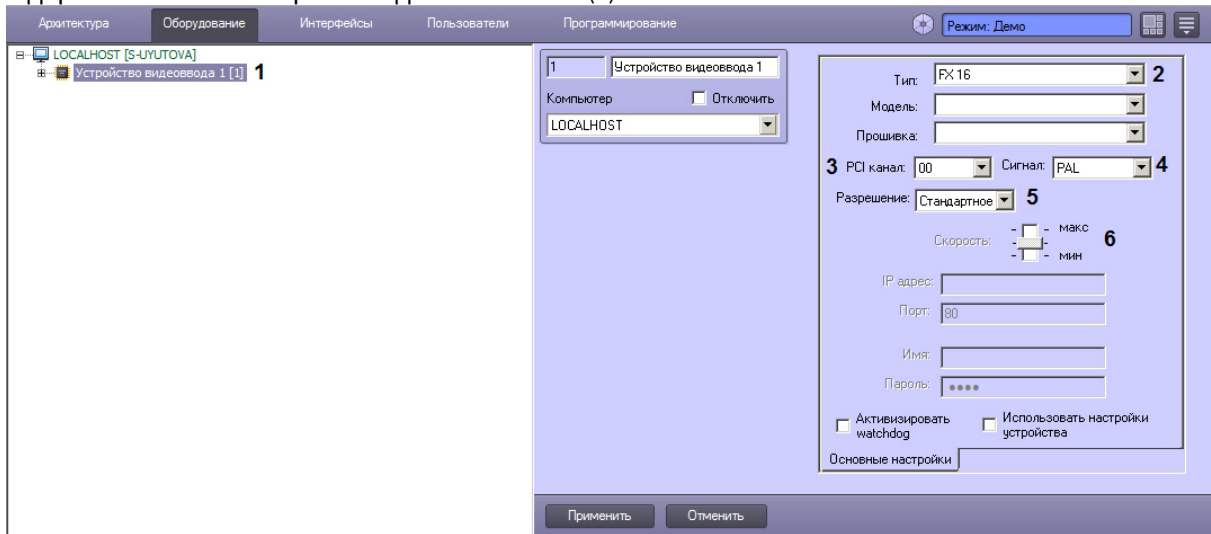 Архитектура Оборудование Интерфейсы Пользователи Программирование Режим: Демо
LOCALHOST [S-UYUTOVA]
Устройство видеоввода 1 [1] 1
1 Устройство видеоввода 1
Компьютер Отключить
LOCALHOST
Тип: FX 16 2
Модель:
Прошивка:
3 PCI канал: 00 Сигнал: PAL 4
Разрешение: Стандартное 5
макс
Скорость: 6
мин
IP адрес:
Порт: 80
Имя:
Пароль: ••••
Активизировать watchdog
Использовать настройки устройства
Основные настройки
Применить Отменить